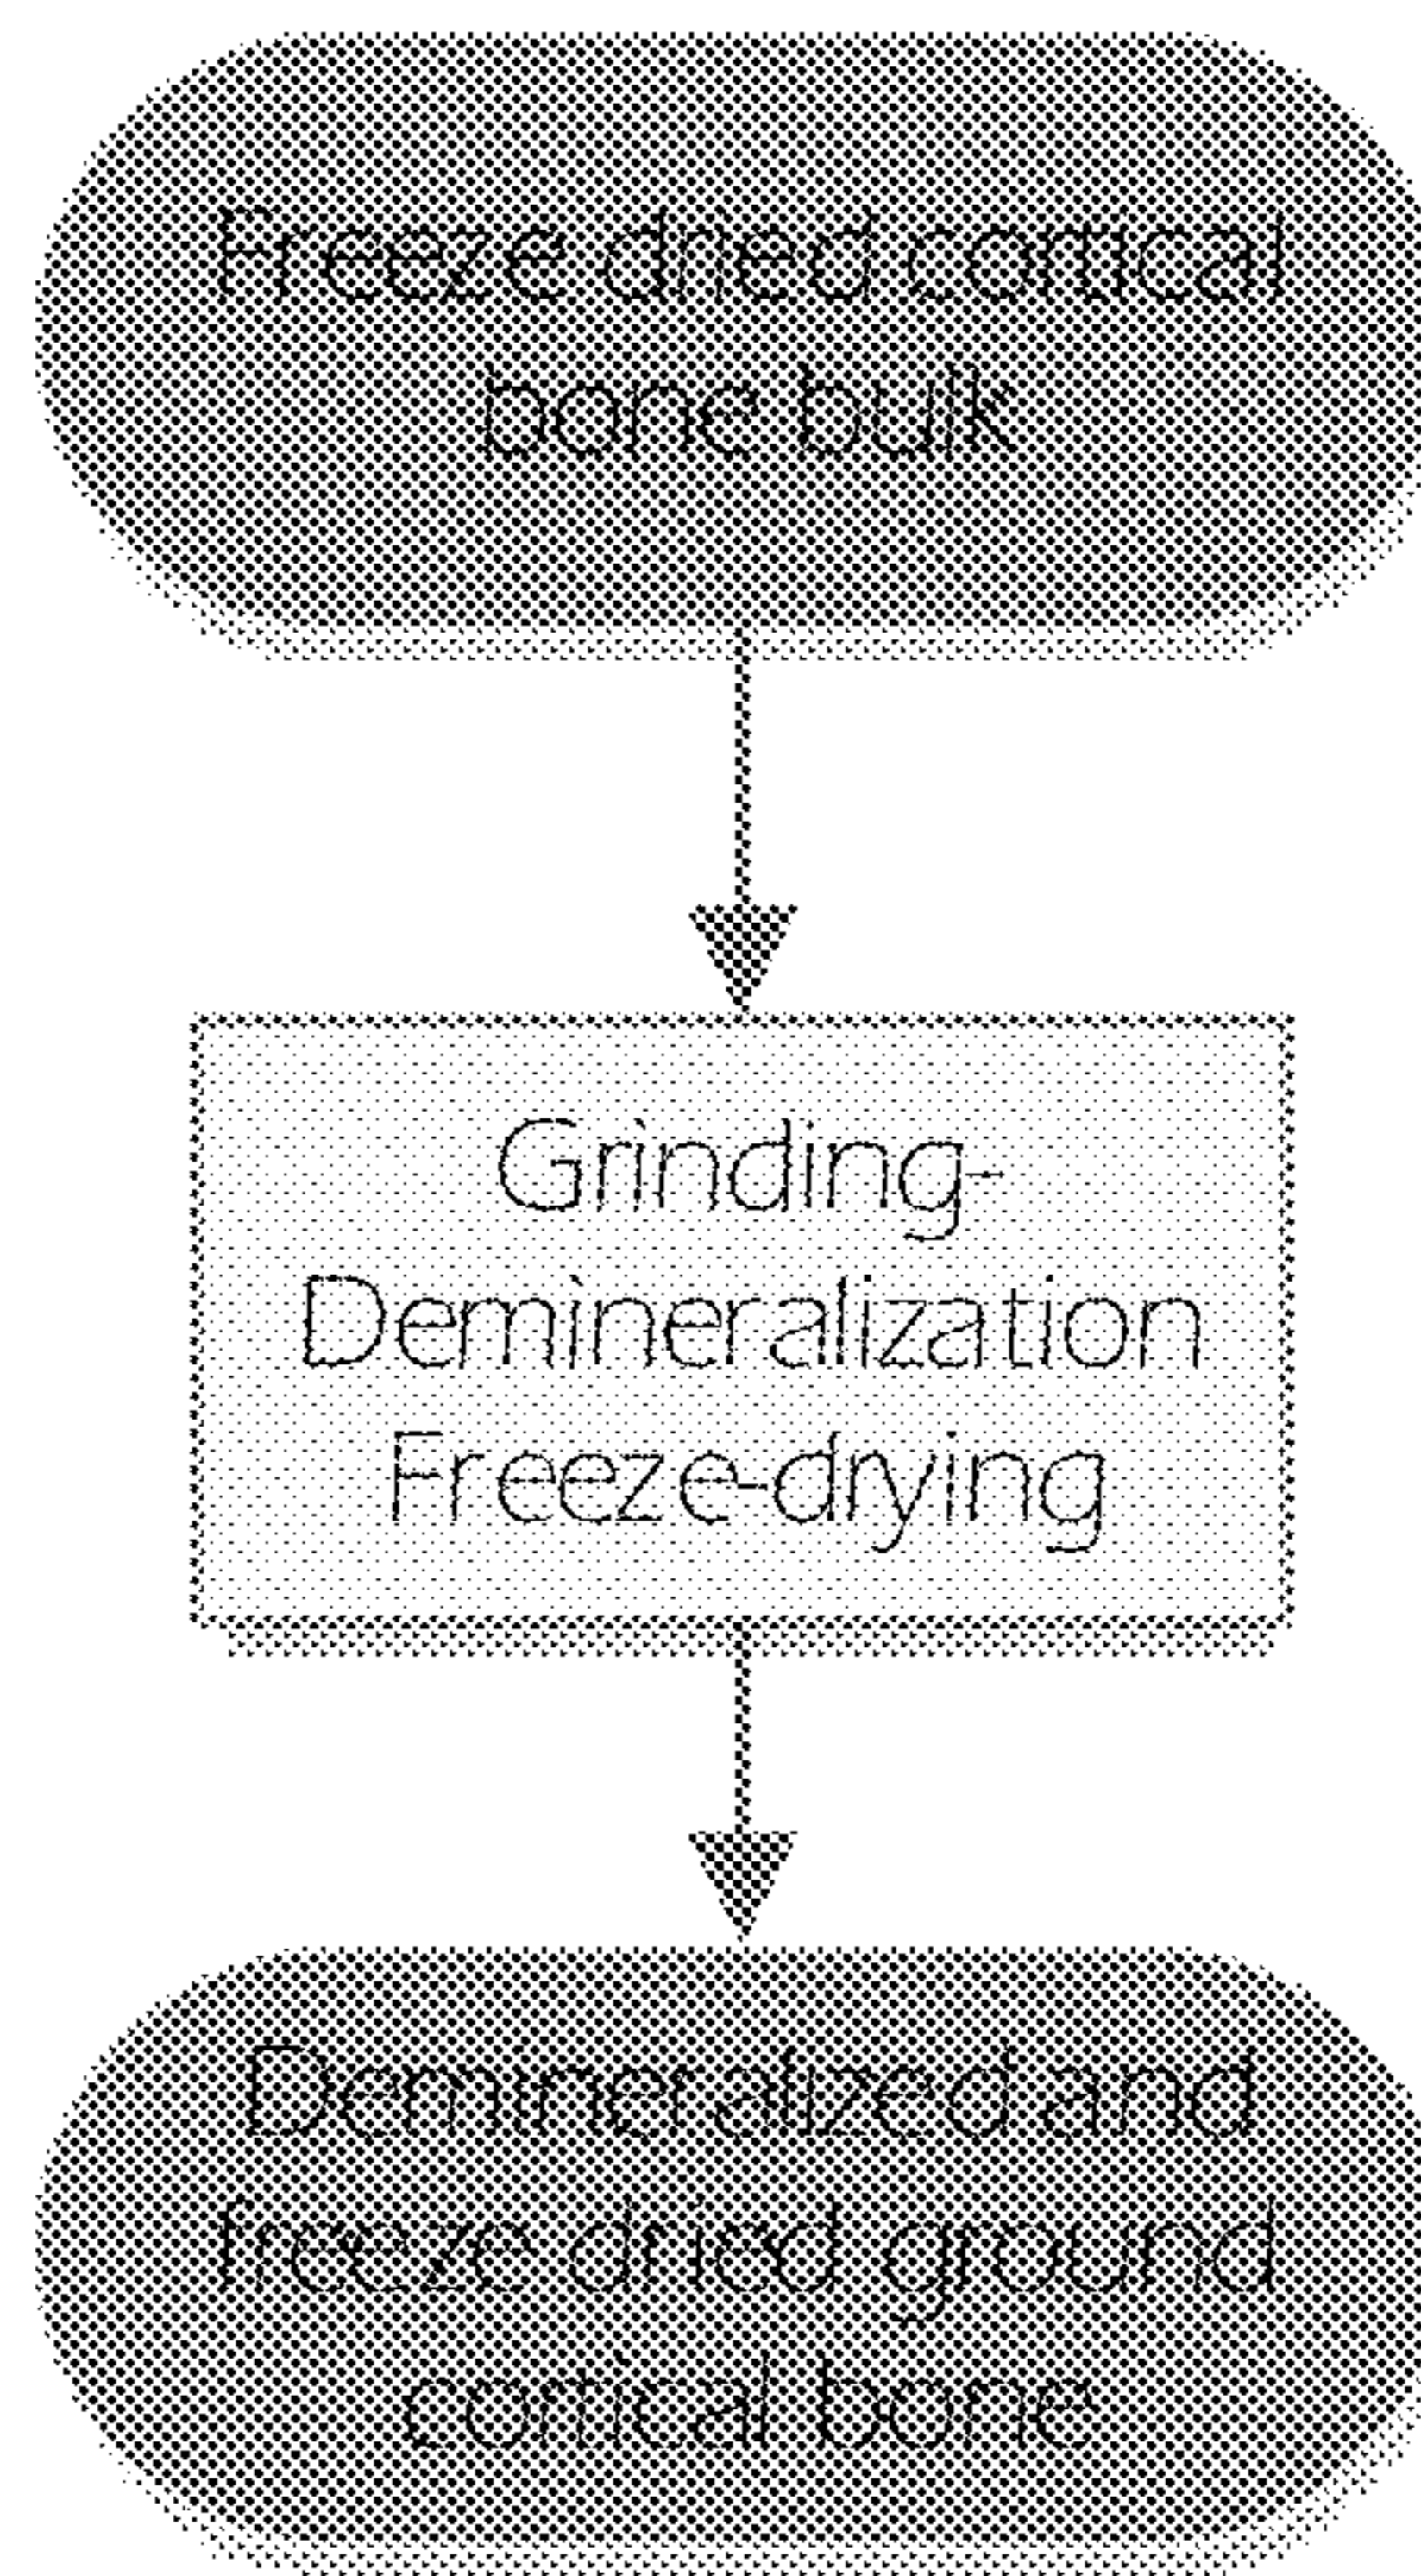 Freeze dried cortical
bone bulk
Grinding-
Demineralization
Freeze-drying
Demineralized and
freeze dried ground
cortical bone